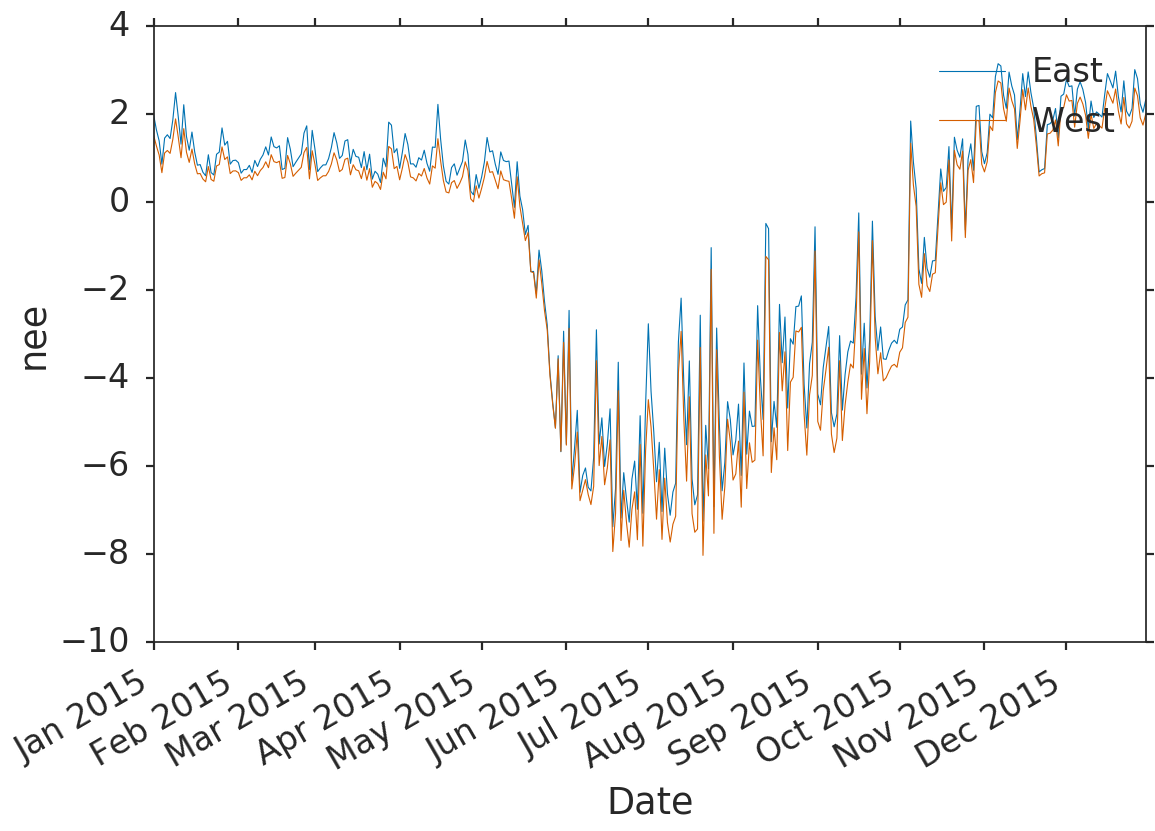 4
2
0
−2
−4
−6
−8
−10
nee
East
West
Jan 2015
Feb 2015
Mar 2015
Apr 2015
May 2015
Jun 2015
Jul 2015
Aug 2015
Sep 2015
Oct 2015
Nov 2015
Dec 2015
Date